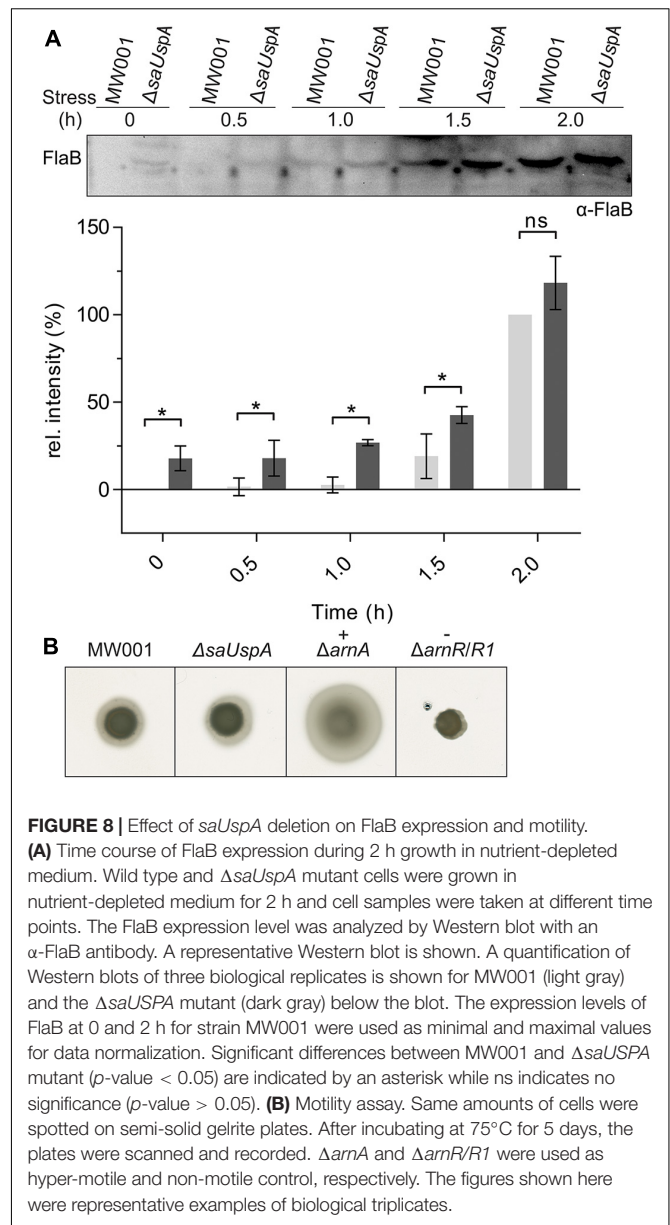 A
MW001 ΔsaUspA MW001 ΔsaUspA MW001 ΔsaUspA MW001 ΔsaUspA MW001 ΔsaUspA
Stress
(h) 0 0.5 1.0 1.5 2.0
FlaB
α-FlaB
150
100
50
0
rel. intensity (%)
* * * * ns
0 0.5 1.0 1.5 2.0
Time (h)
B
+ -
MW001 ΔsaUspA ΔarnA ΔarnR/R1
FIGURE 8 | Effect of saUspA deletion on FlaB expression and motility.
(A) Time course of FlaB expression during 2 h growth in nutrient-depleted
medium. Wild type and ΔsaUspA mutant cells were grown in
nutrient-depleted medium for 2 h and cell samples were taken at different time
points. The FlaB expression level was analyzed by Western blot with an
α-FlaB antibody. A representative Western blot is shown. A quantification of
Western blots of three biological replicates is shown for MW001 (light gray)
and the ΔsaUSPA mutant (dark gray) below the blot. The expression levels of
FlaB at 0 and 2 h for strain MW001 were used as minimal and maximal values
for data normalization. Significant differences between MW001 and ΔsaUSPA
mutant (p-value < 0.05) are indicated by an asterisk while ns indicates no
significance (p-value > 0.05). (B) Motility assay. Same amounts of cells were
spotted on semi-solid gelrite plates. After incubating at 75°C for 5 days, the
plates were scanned and recorded. ΔarnA and ΔarnR/R1 were used as
hyper-motile and non-motile control, respectively. The figures shown here
were representative examples of biological triplicates.